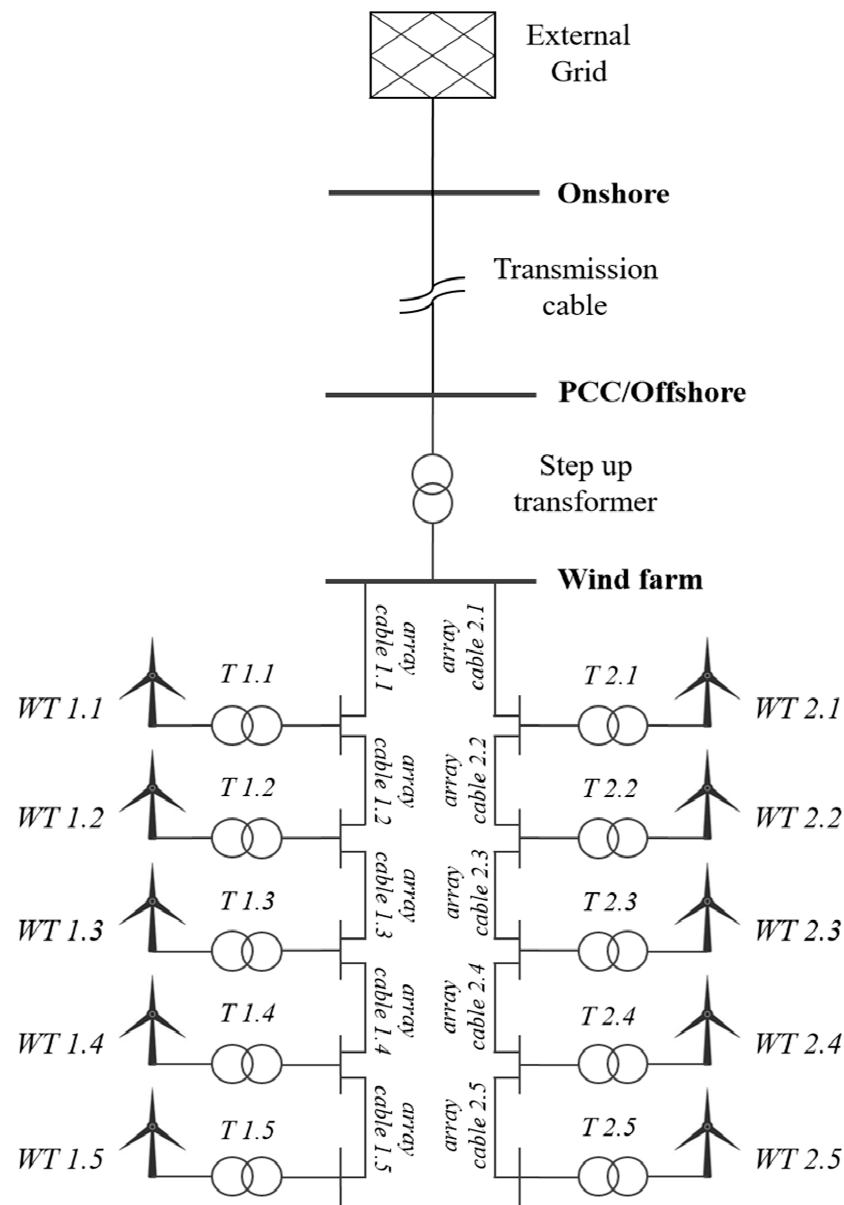 External
Grid
Onshore
Transmission
cable
PCC/Offshore
Step up
transformer
Wind farm
array
cable 1.1
array
cable 2.1
WT 1.1
T 1.1
T 2.1
WT 2.1
array
cable 1.2
array
cable 2.2
WT 1.2
T 1.2
T 2.2
WT 2.2
array
cable 1.3
array
cable 2.3
WT 1.3
T 1.3
T 2.3
WT 2.3
array
cable 1.4
array
cable 2.4
WT 1.4
T 1.4
T 2.4
WT 2.4
array
cable 1.5
array
cable 2.5
WT 1.5
T 1.5
T 2.5
WT 2.5